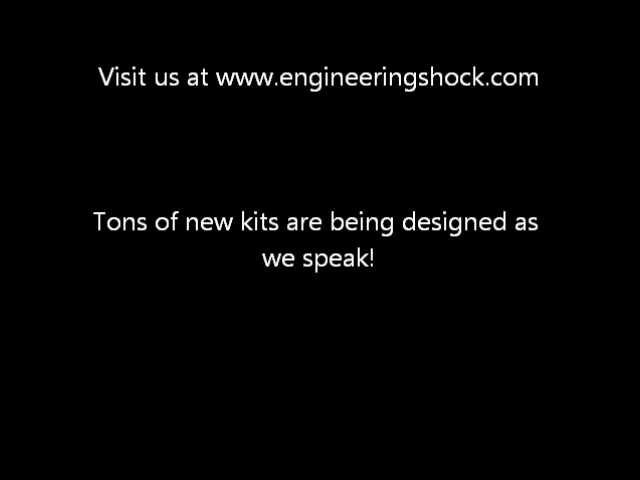 Visit us at www.engineeringshock.com
Tons of new kits are being designed as
we speak!